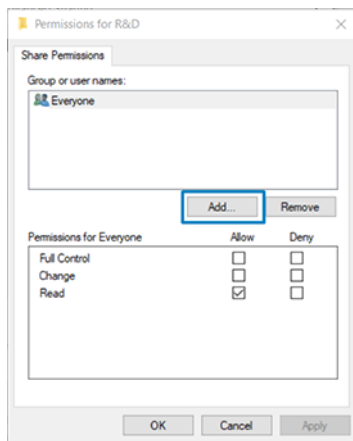 Permissions for R&D
Share Permissions
Group or user names:
Everyone
Add...
Remove
Permissions for Everyone Allow Deny
Full Control
Change
Read
OK Cancel Apply